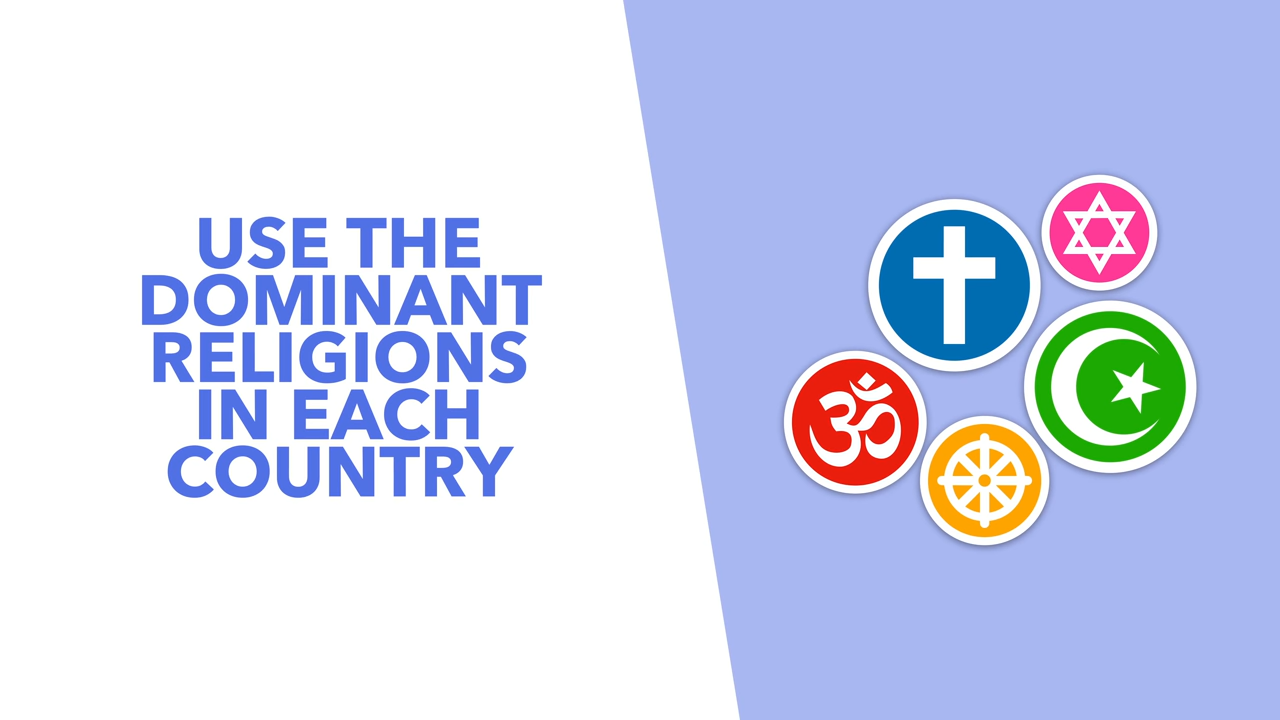 USE THE
DOMINANT
RELIGIONS
IN EACH
COUNTRY
ॐ